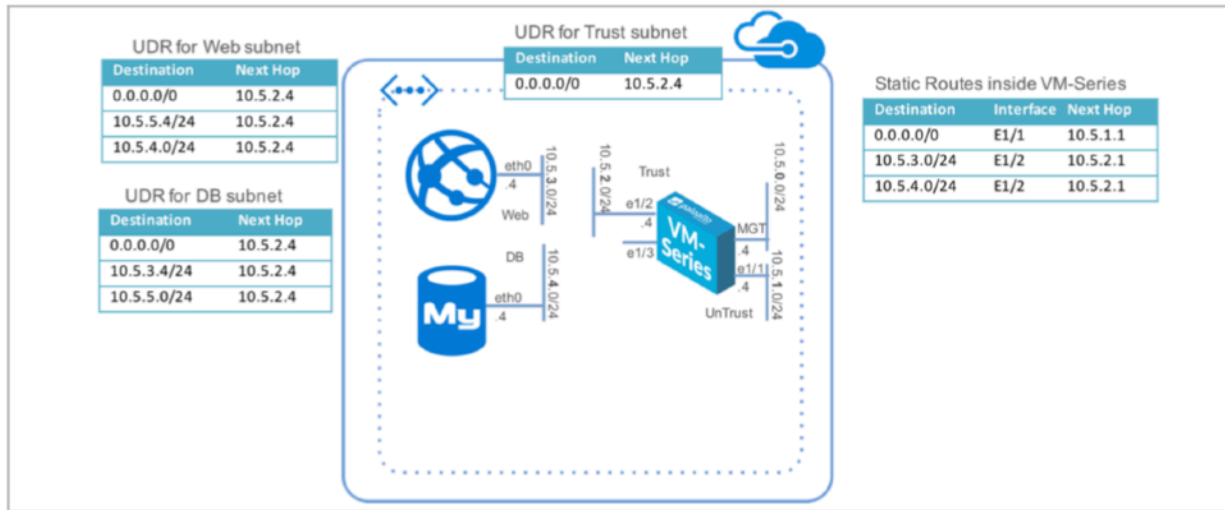 UDR for Web subnet
Destination Next Hop
0.0.0.0/0 10.5.2.4
10.5.5.4/24 10.5.2.4
10.5.4.0/24 10.5.2.4
UDR for DB subnet
Destination Next Hop
0.0.0.0/0 10.5.2.4
10.5.3.4/24 10.5.2.4
10.5.5.0/24 10.5.2.4
UDR for Trust subnet
Destination Next Hop
0.0.0.0/0 10.5.2.4
eth0
.4
10.5.3.0/24
Web
DB
eth0
.4
10.5.4.0/24
My
10.5.2.0/24
Trust
e1/2
.4
e1/3
paloalto
VM-
Series
MGT
.4
10.5.0.0/24
e1/1
.4
10.5.1.0/24
UnTrust
Static Routes inside VM-Series
Destination Interface Next Hop
0.0.0.0/0 E1/1 10.5.1.1
10.5.3.0/24 E1/2 10.5.2.1
10.5.4.0/24 E1/2 10.5.2.1